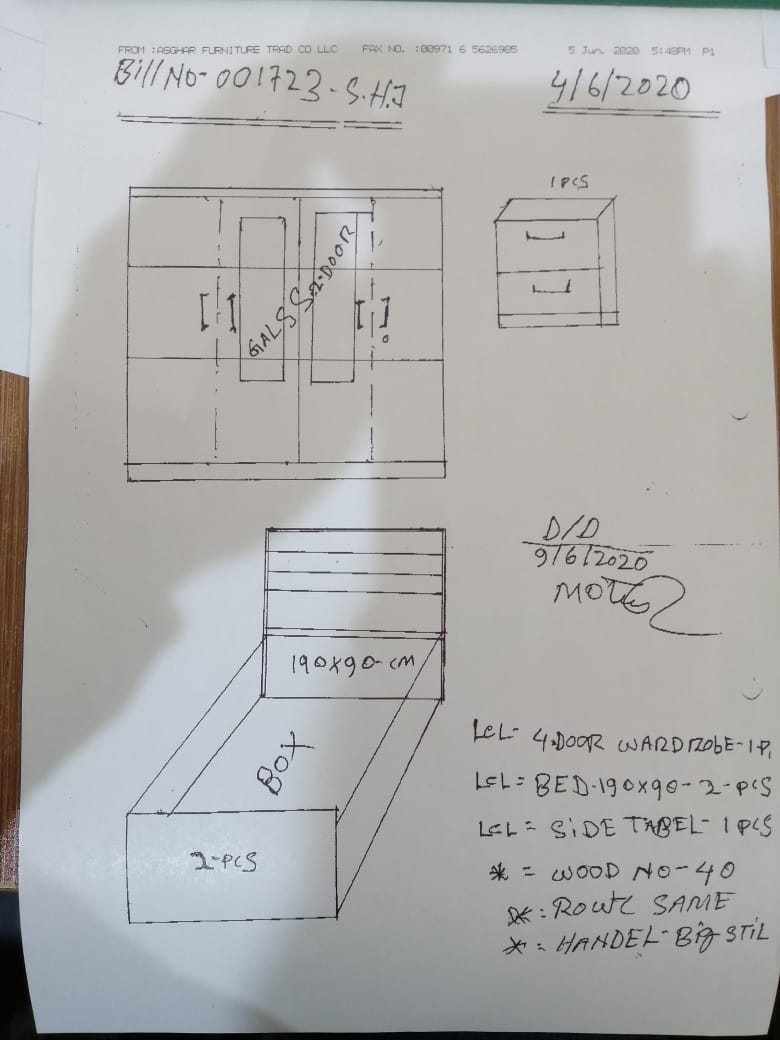 FROM :ASGHAR FURNITURE TRAD CO LLC FAX NO. :00971 6 5626985 5 Jun. 2020 5:48PM P1
Bill No- 001723- S.H.J
4/6/2020
1 PCS
GALSS-2-DOOR
D/D
9/6/2020
190x90-CM
BOX
2-PCS
LCL- 4.DOOR WARDROBE-1P.
LCL= BED-190x90-2-PCS
LCL= SIDE TABEL- 1 PCS
* = WOOD NO-40
*: SAME
* = HANDEL- BIG STIL